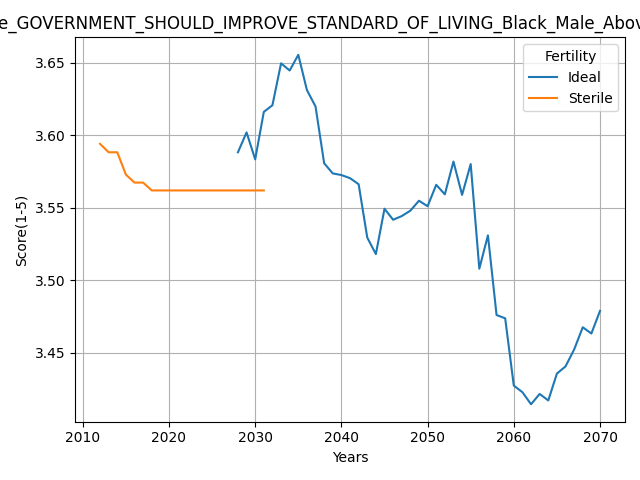 e_GOVERNMENT_SHOULD_IMPROVE_STANDARD_OF_LIVING_Black_Male_Abov
Fertility
Ideal
Sterile
3.65
3.60
3.55
3.50
3.45
Score(1-5)
2010 2020 2030 2040 2050 2060 2070
Years